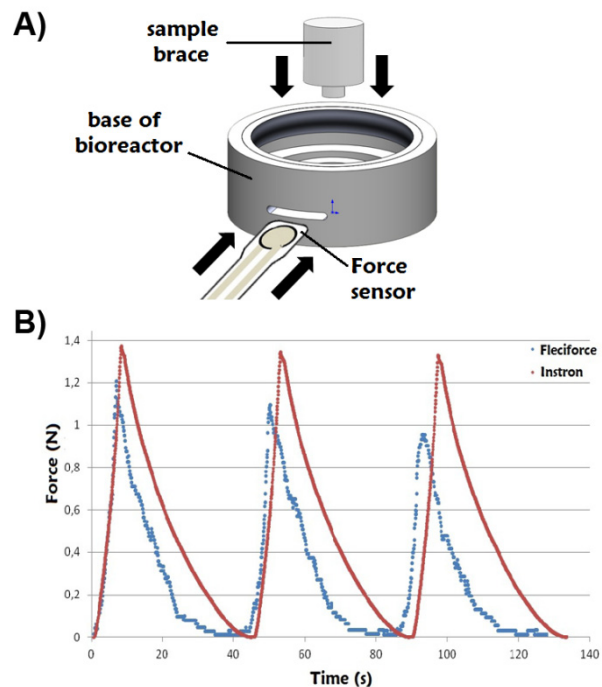 A)
sample
brace
base of
bioreactor
Force
sensor
B)
Fleciforce
Instron
Force (N)
1,4
1,2
1
0,8
0,6
0,4
0,2
0
0 20 40 60 80 100 120 140
Time (s)